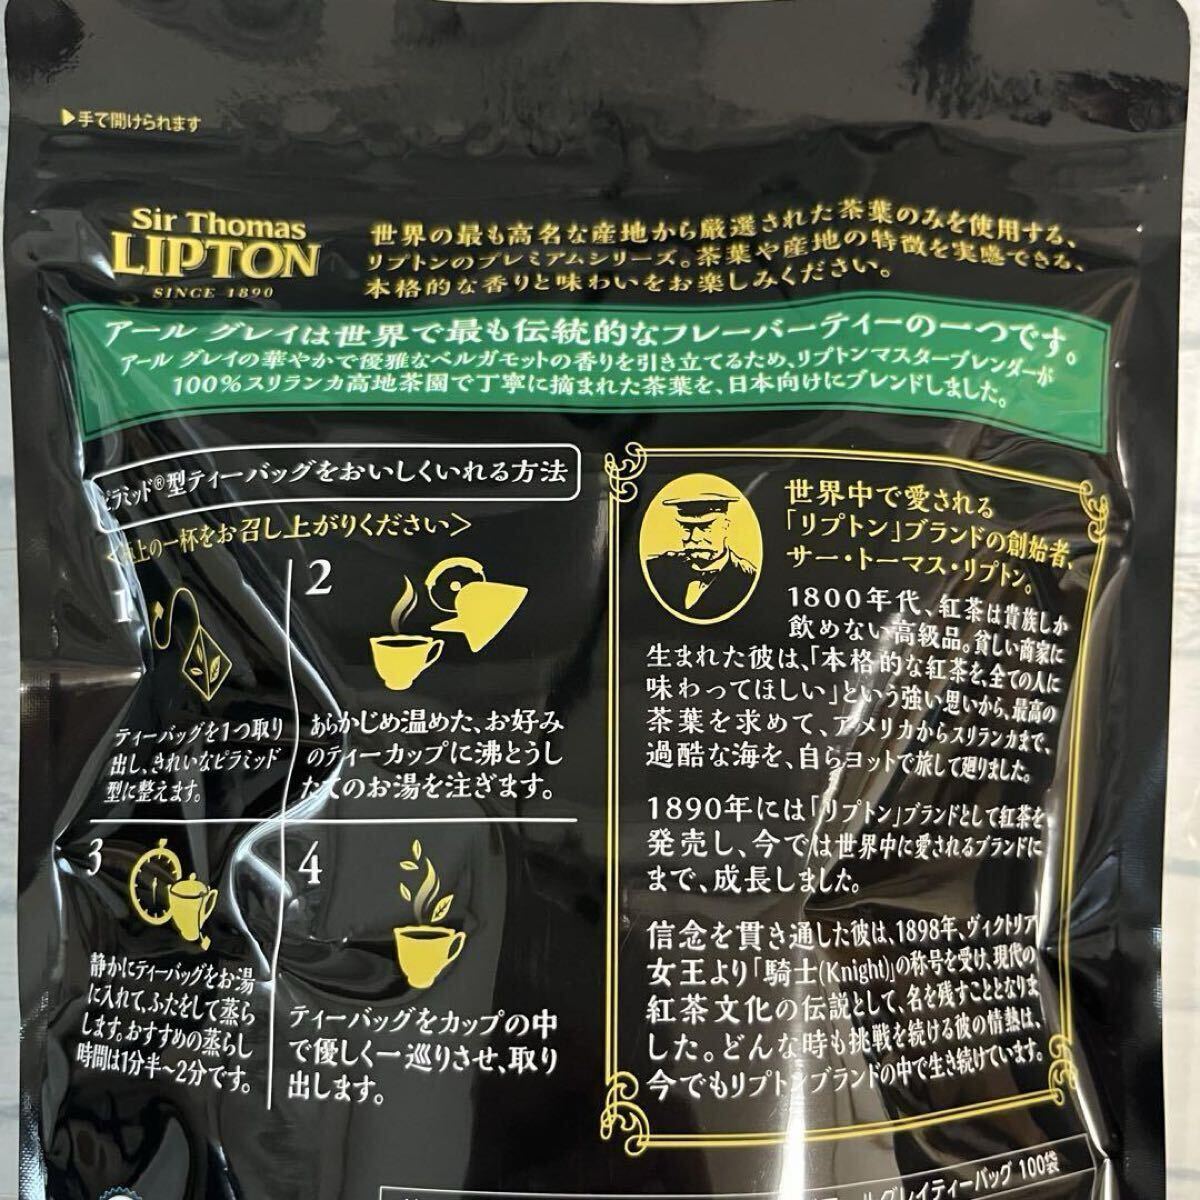 ▶手で開けられます
Sir Thomas
LIPTON
SINCE 1890
世界の最も高名な産地から厳選された茶葉のみを使用する、
リプトンのプレミアムシリーズ。茶葉や産地の特徴を実感できる、
本格的な香りと味わいをお楽しみください。
アール グレイは世界で最も伝統的なフレーバーティーの一つです。
アール グレイの華やかで優雅なベルガモットの香りを引き立てるため、リプトンマスターブレンダーが
100%スリランカ高地茶園で丁寧に摘まれた茶葉を、日本向けにブレンドしました。
ピラミッド®型ティーバッグをおいしくいれる方法
上の一杯をお召し上がりください>
1
ティーバッグを1つ取り
出し、きれいなピラミッド
型に整えます。
2
あらかじめ温めた、お好み
のティーカップに沸とうし
たてのお湯を注ぎます。
3
静かにティーバッグをお湯
に入れて、ふたをして蒸ら
します。おすすめの蒸らし
時間は1分半~2分です。
4
ティーバッグをカップの中
で優しく一巡りさせ、取り
出します。
世界中で愛される
「リプトン」ブランドの創始者、
サー・トーマス・リプトン。
1800年代、紅茶は貴族しか
飲めない高級品。貧しい商家に
生まれた彼は、「本格的な紅茶を、全ての人に
味わってほしい」という強い思いから、最高の
茶葉を求めて、アメリカからスリランカまで、
過酷な海を、自らヨットで旅して廻りました。
1890年には「リプトン」ブランドとして紅茶を
発売し、今では世界中に愛されるブランドに
まで、成長しました。
信念を貫き通した彼は、1898年、ヴィクトリア
女王より「騎士(Knight)」の称号を受け、現代の
紅茶文化の伝説として、名を残すこととなりま
した。どんな時も挑戦を続ける彼の情熱は、
今でもリプトンブランドの中で生き続けています。
アールグレイティーバッグ 100袋